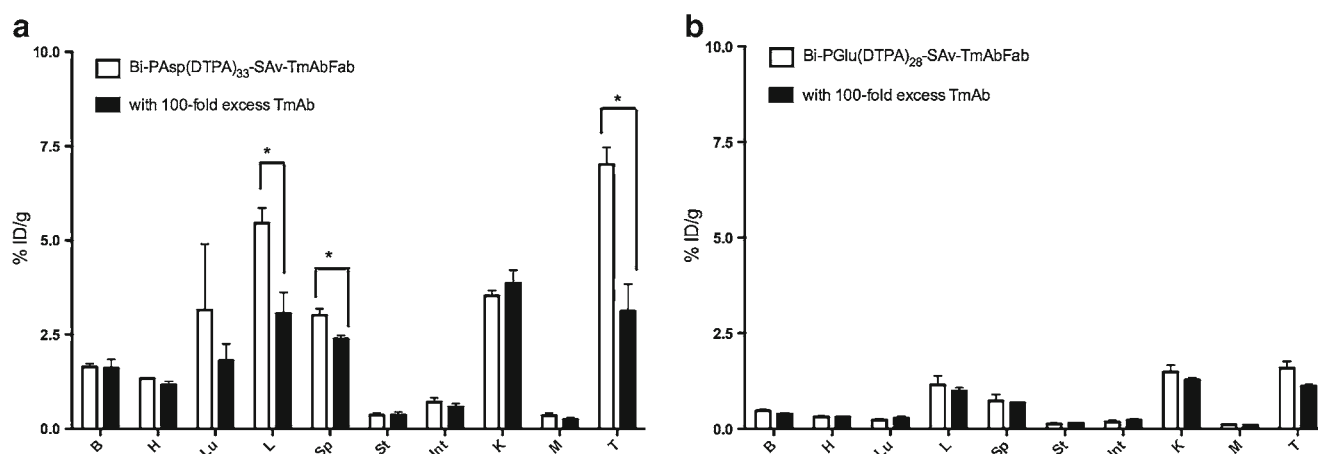 a
10.0
Bi-PAsp(DTPA)33-SAv-TmAbFab
with 100-fold excess TmAb
7.5
5.0
2.5
0.0
% ID/g
*
*
*
B H Lu L Sp St Int K M T
b
10.0
Bi-PGlu(DTPA)28-SAv-TmAbFab
with 100-fold excess TmAb
7.5
5.0
2.5
0.0
% ID/g
B H Lu L Sp St Int K M T